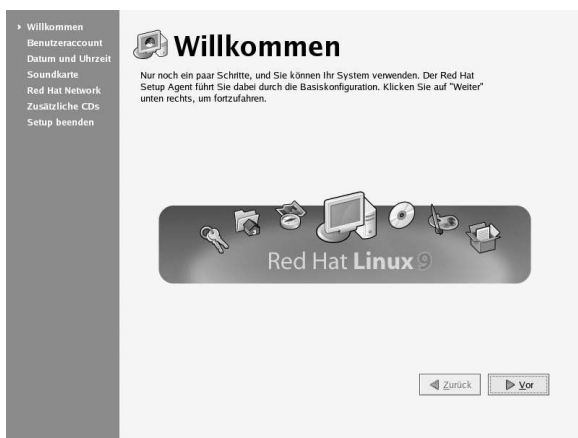 Willkommen
Benutzeraccount
Datum und Uhrzeit
Soundkarte
Red Hat Network
Zusätzliche CDs
Setup beenden
Willkommen
Nur noch ein paar Schritte, und Sie können Ihr System verwenden. Der Red Hat
Setup Agent führt Sie dabei durch die Basiskonfiguration. Klicken Sie auf "Weiter"
unten rechts, um fortzufahren.
Red Hat Linux 9
Zurück
Vor